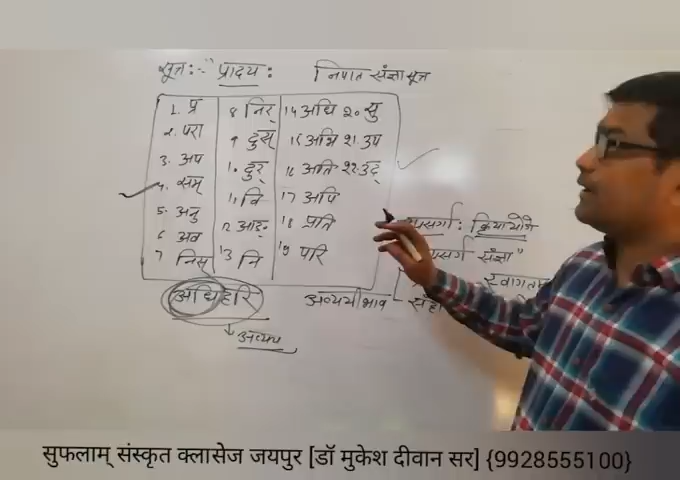 सूत्र:- "प्रादय: निपात संज्ञा सूत्र
1. प्र 8 निर् 14 अधि 20. सु
2. परा 9 दुस् 15 अभि 21. उप
3. अप 10 दुर् 16 अति 22. उद्
4. सम् 11 वि 17 अपि
5. अनु 12 आङ् 18 प्रति
6 अव 13 नि 19 परि
7 निस्
उपसर्गा: क्रियायोगे
उपसर्ग संज्ञा"
अधिहरि अव्ययीभाव
↓ अव्यय
सुफलाम् संस्कृत क्लासेज जयपुर [डॉ मुकेश दीवान सर] {9928555100}